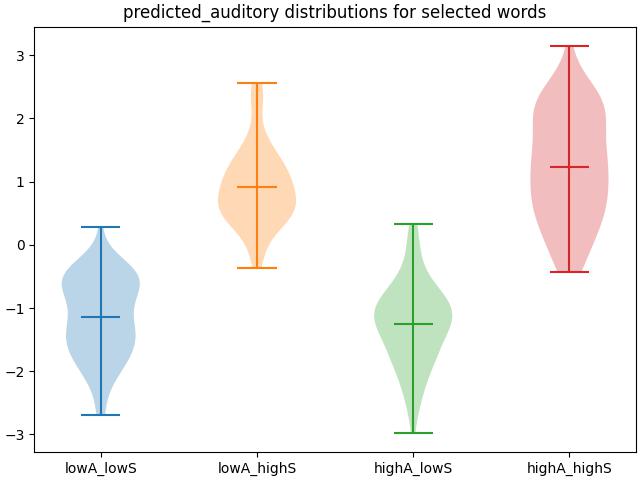 predicted_auditory distributions for selected words
3
2
1
0
−1
−2
−3
lowA_lowS
lowA_highS
highA_lowS
highA_highS